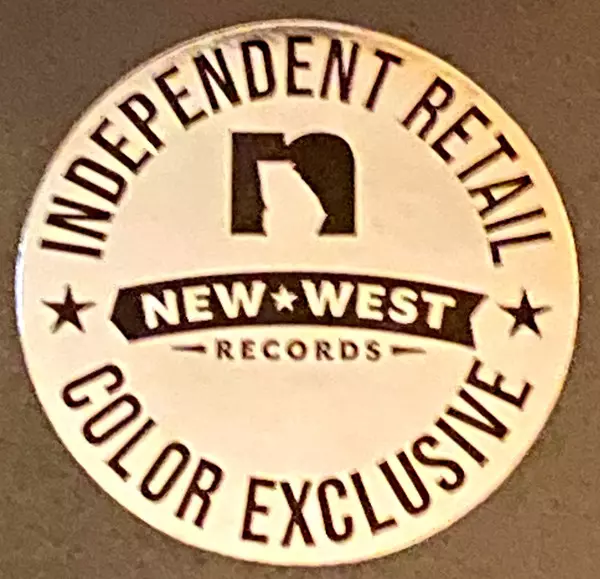 INDEPENDENT RETAIL
n
NEW★WEST
RECORDS
COLOR EXCLUSIVE